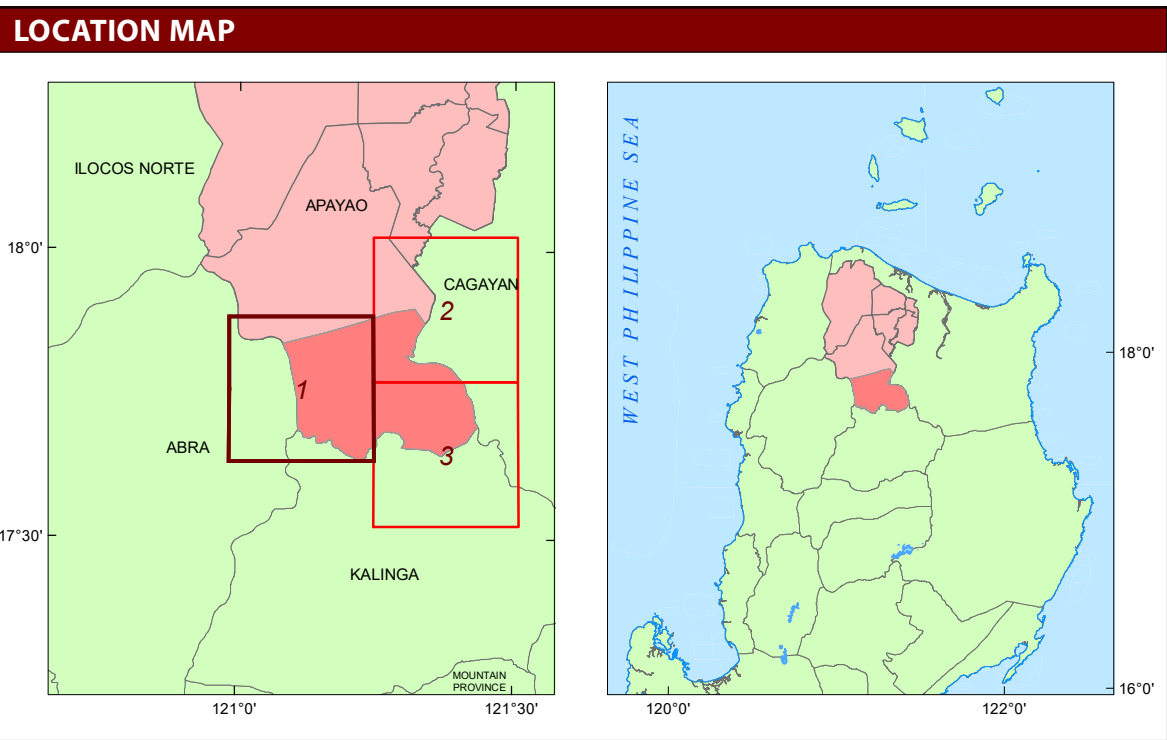 LOCATION MAP
ILOCOS NORTE
APAYAO
18°0'
CAGAYAN
2
1
ABRA
3
17°30'
KALINGA
MOUNTAIN
PROVINCE
121°0'
121°30'
WEST PHILIPPINE SEA
18°0'
16°0'
120°0'
122°0'